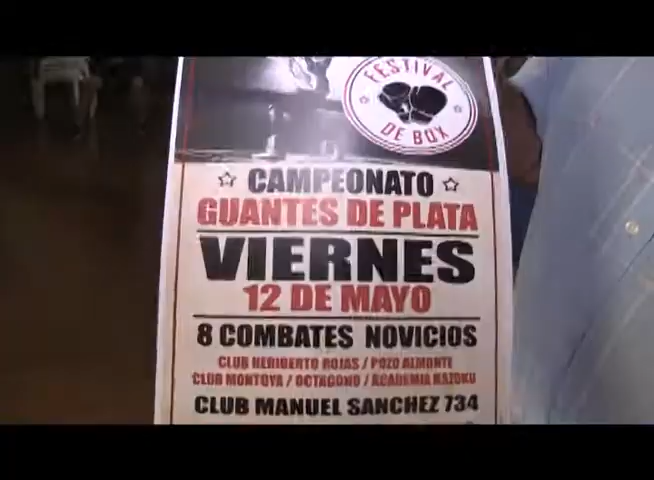 FESTIVAL
DE BOX
CAMPEONATO
GUANTES DE PLATA
VIERNES
12 DE MAYO
8 COMBATES NOVICIOS
CLUB HERIBERTO ROJAS / POZO ALMONTE
CLUB MONTOYA / OCTAGONO / ACADEMIA
CLUB MANUEL SANCHEZ 734